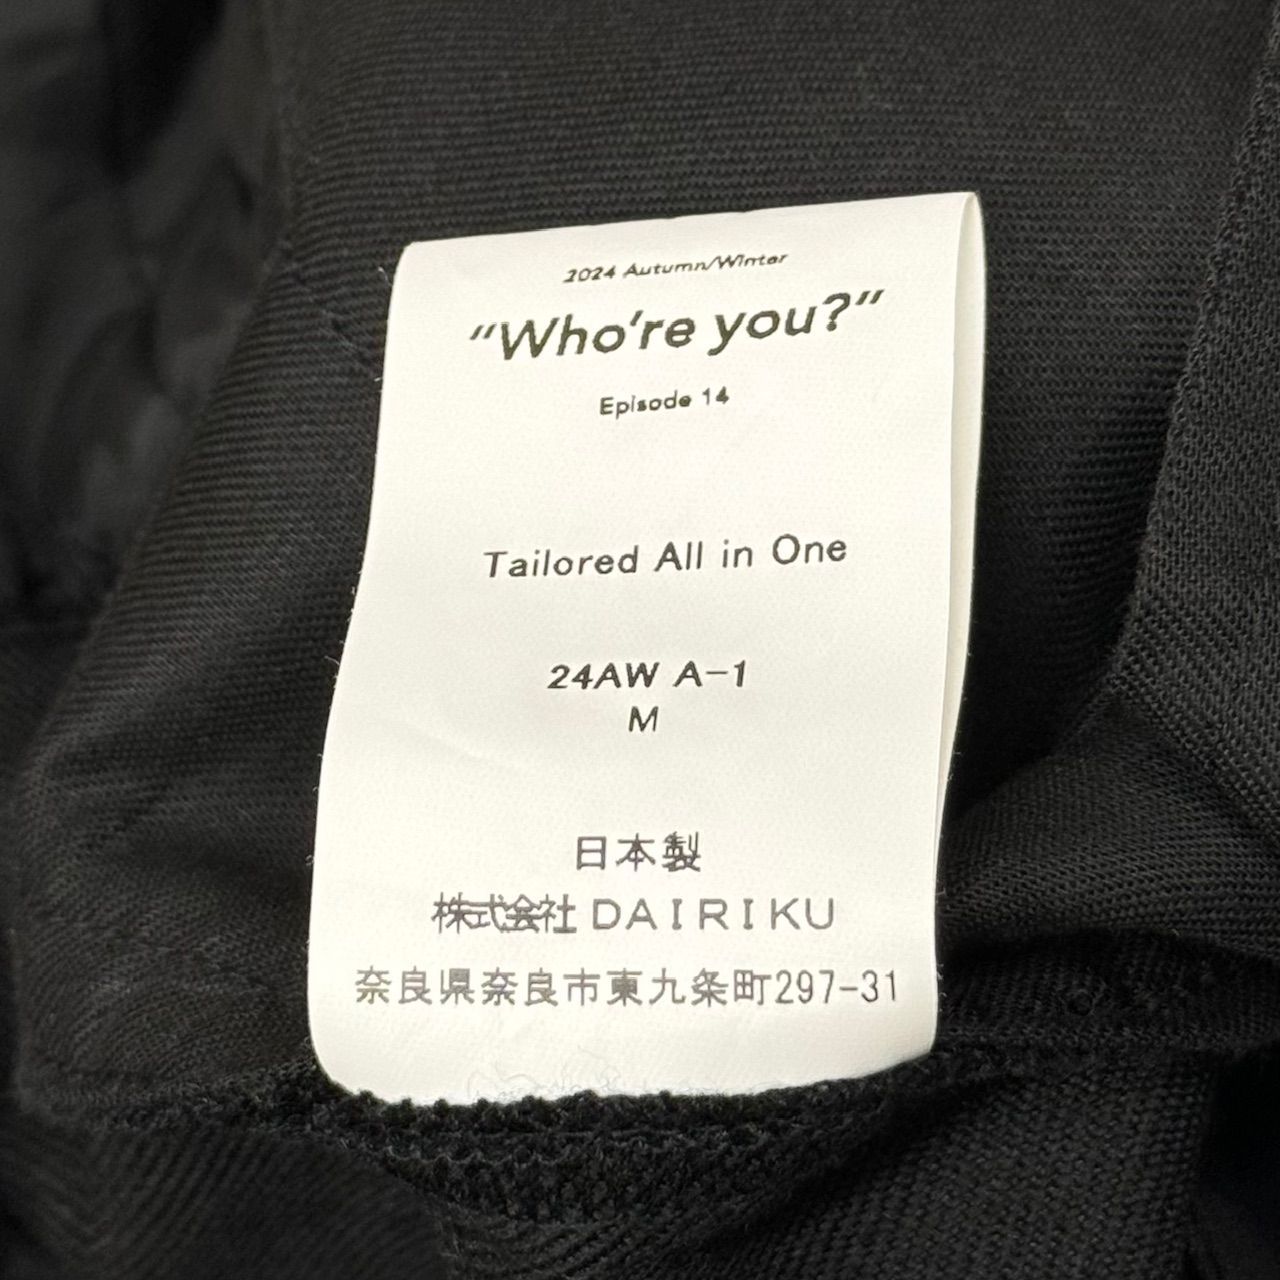 2024 Autumn/Winter
“Who’re you?”
Episode 14
Tailored All in One
24AW A-1
M
日本製
株式会社 DAIRIKU
奈良県奈良市東九条町297-31